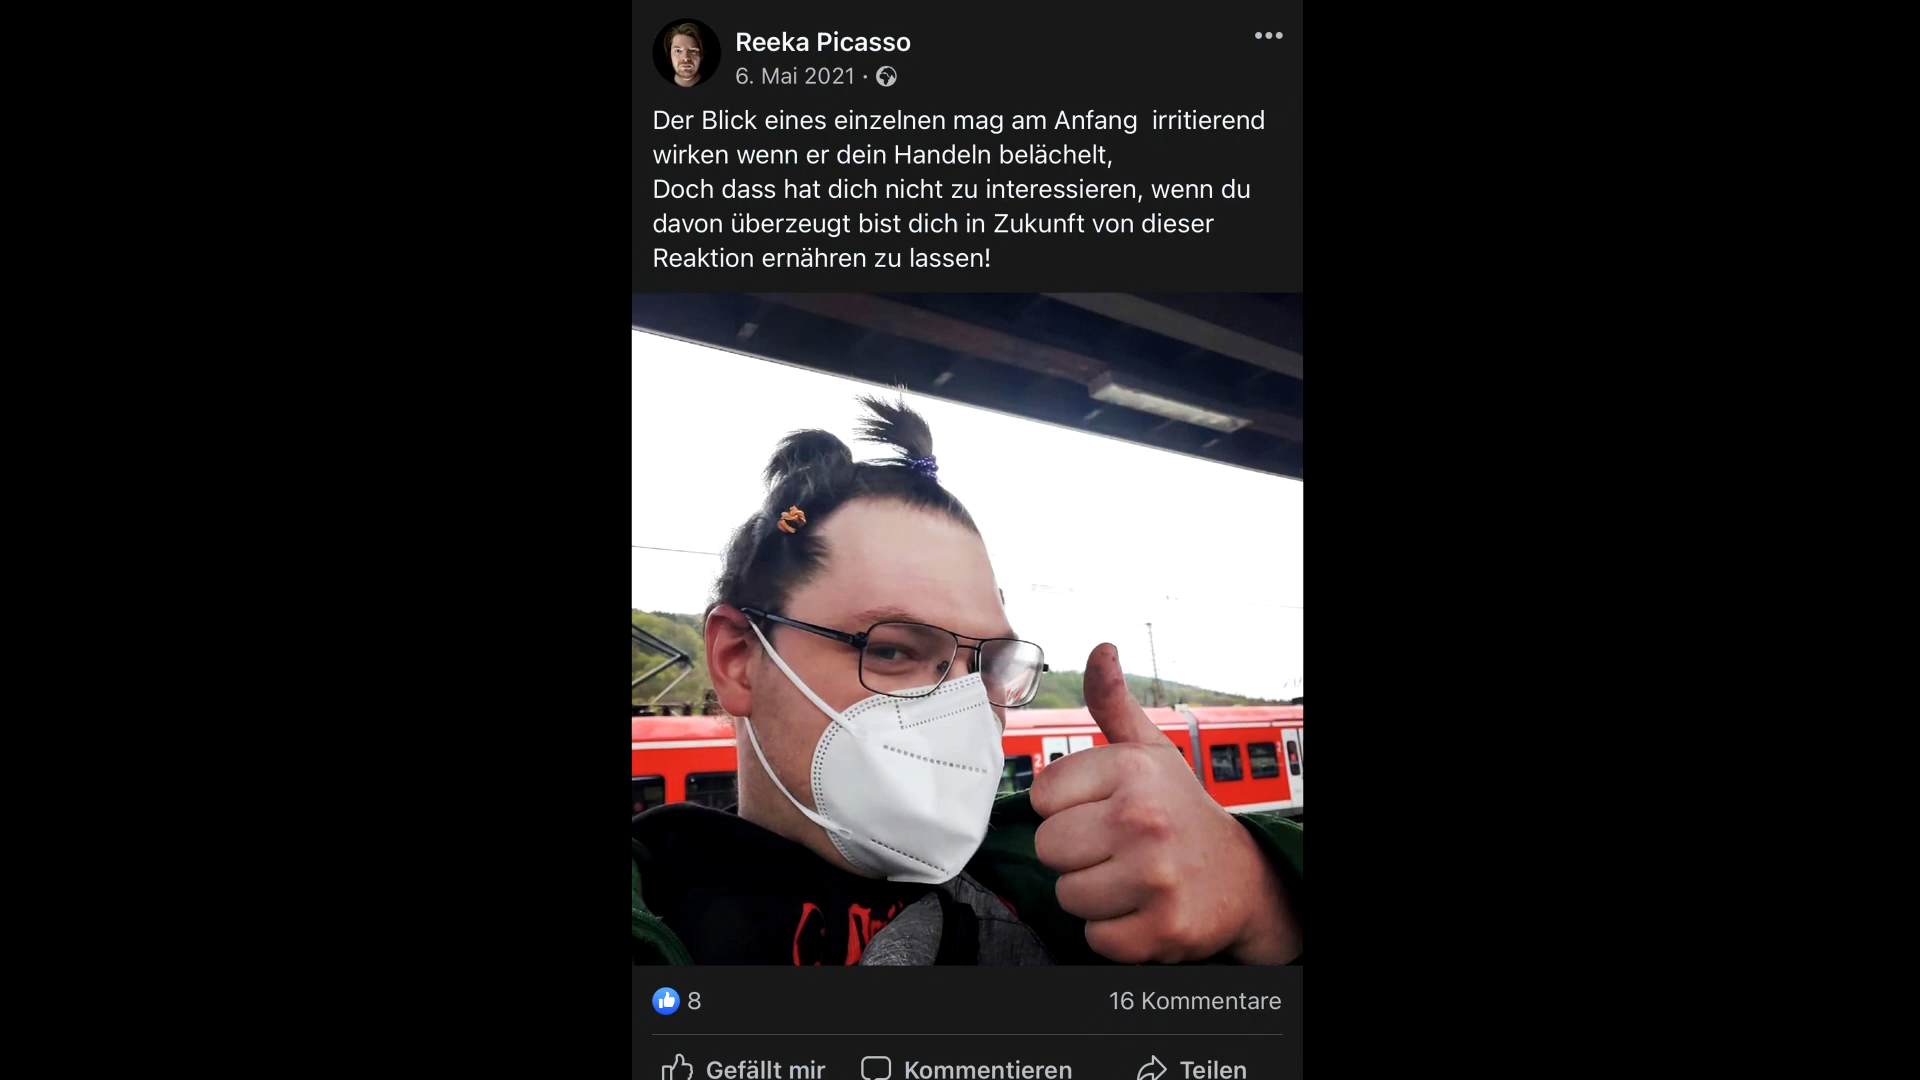 Reeka Picasso
6. Mai 2021 ·
Der Blick eines einzelnen mag am Anfang  irritierend
wirken wenn er dein Handeln belächelt,
Doch dass hat dich nicht zu interessieren, wenn du
davon überzeugt bist dich in Zukunft von dieser
Reaktion ernähren zu lassen!
2
2
8
16 Kommentare
Gefällt mir
Kommentieren
Teilen